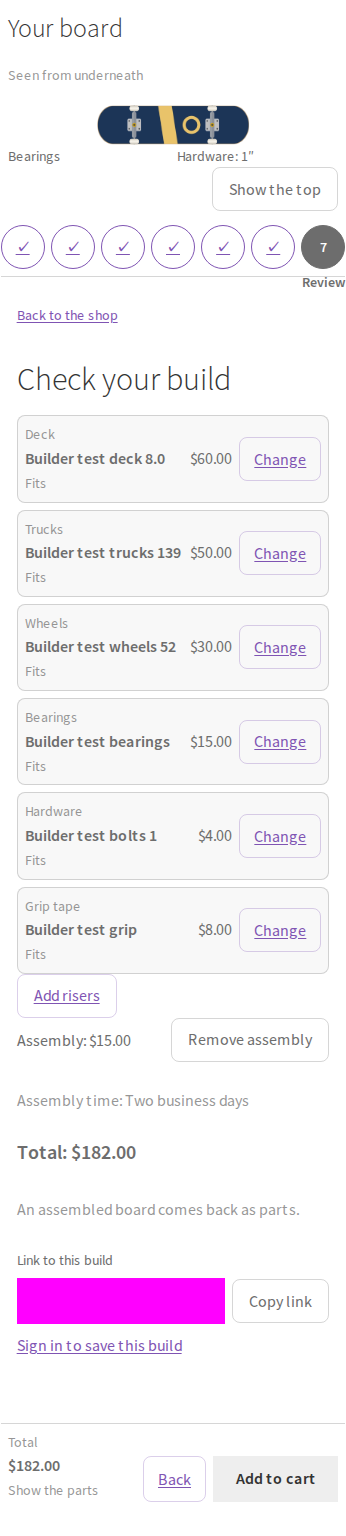 Your board
Seen from underneath
Bearings
Hardware: 1″
Show the top
✓ ✓ ✓ ✓ ✓ ✓ 7
Review
Back to the shop
Check your build
Deck
Builder test deck 8.0 $60.00 Change
Fits
Trucks
Builder test trucks 139 $50.00 Change
Fits
Wheels
Builder test wheels 52 $30.00 Change
Fits
Bearings
Builder test bearings $15.00 Change
Fits
Hardware
Builder test bolts 1 $4.00 Change
Fits
Grip tape
Builder test grip $8.00 Change
Fits
Add risers
Assembly: $15.00 Remove assembly
Assembly time: Two business days
Total: $182.00
An assembled board comes back as parts.
Link to this build
Copy link
Sign in to save this build
Total
$182.00
Show the parts
Back Add to cart